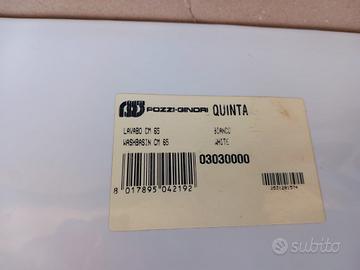 POZZI-GINORI QUINTA
LAVABO CM 65 BIANCO
WASHBASIN CM 65 WHITE
03030000
8 017895 042192
subito